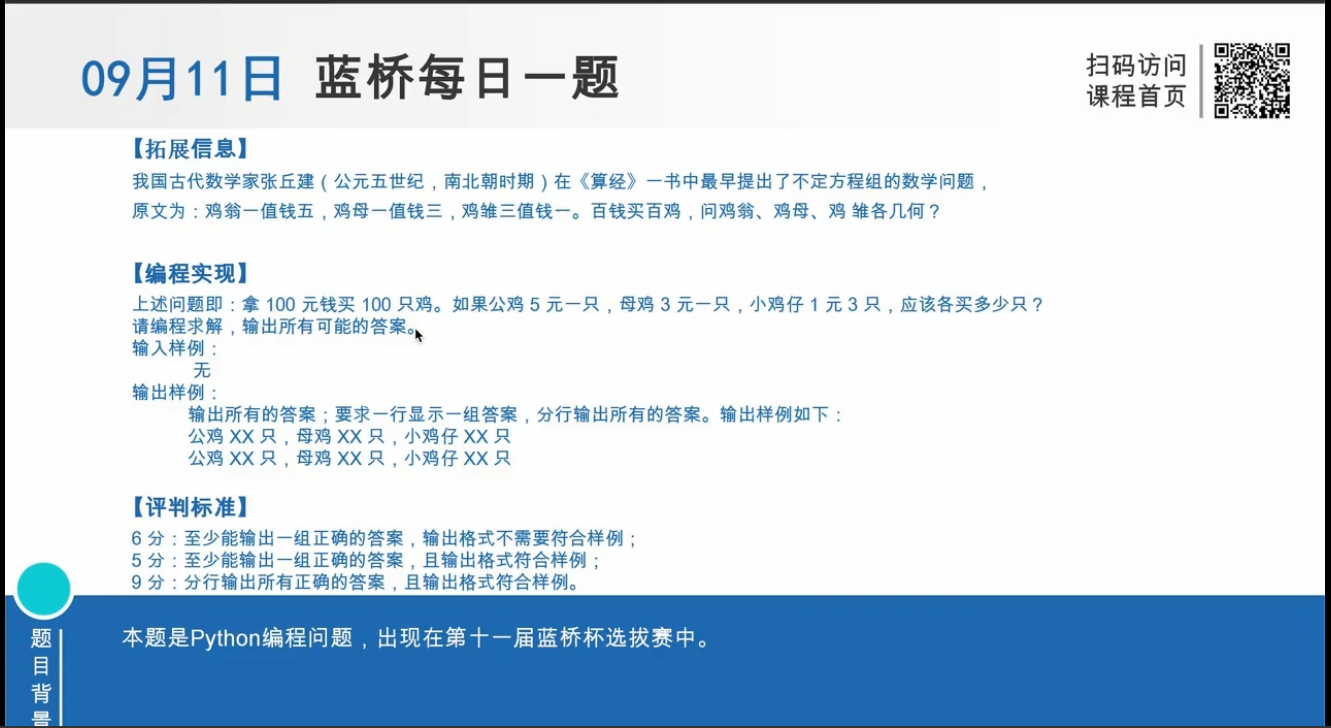 09月11日 蓝桥每日一题
扫码访问
课程首页
【拓展信息】
我国古代数学家张丘建（公元五世纪，南北朝时期）在《算经》一书中最早提出了不定方程组的数学问题，
原文为：鸡翁一值钱五，鸡母一值钱三，鸡雏三值钱一。百钱买百鸡，问鸡翁、鸡母、鸡 雏各几何？
【编程实现】
上述问题即：拿 100 元钱买 100 只鸡。如果公鸡 5 元一只，母鸡 3 元一只，小鸡仔 1 元 3 只，应该各买多少只？
请编程求解，输出所有可能的答案。
输入样例：
无
输出样例：
输出所有的答案；要求一行显示一组答案，分行输出所有的答案。输出样例如下：
公鸡 XX 只，母鸡 XX 只，小鸡仔 XX 只
公鸡 XX 只，母鸡 XX 只，小鸡仔 XX 只
【评判标准】
6 分：至少能输出一组正确的答案，输出格式不需要符合样例；
5 分：至少能输出一组正确的答案，且输出格式符合样例；
9 分：分行输出所有正确的答案，且输出格式符合样例。
题目背景
本题是Python编程问题，出现在第十一届蓝桥杯选拔赛中。